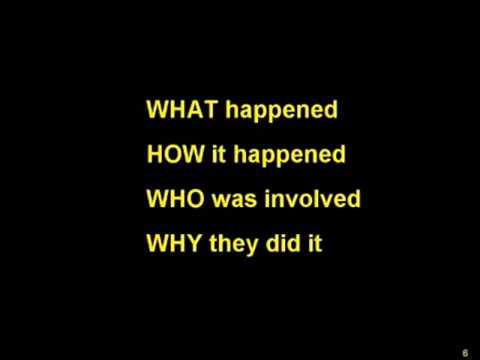 WHAT happened
HOW it happened
WHO was involved
WHY they did it
6